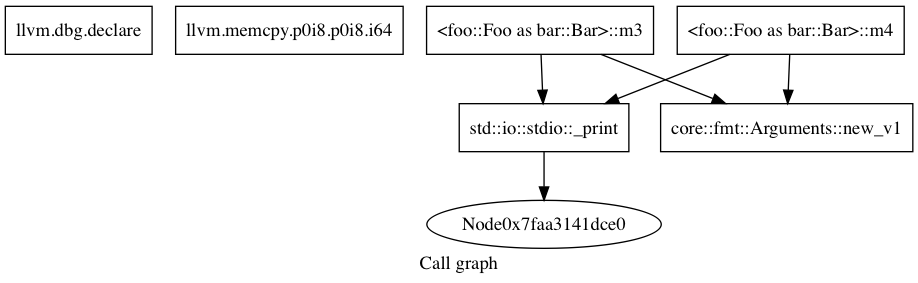 llvm.dbg.declare
llvm.memcpy.p0i8.p0i8.i64
<foo::Foo as bar::Bar>::m3
<foo::Foo as bar::Bar>::m4
std::io::stdio::_print
core::fmt::Arguments::new_v1
Node0x7faa3141dce0
Call graph